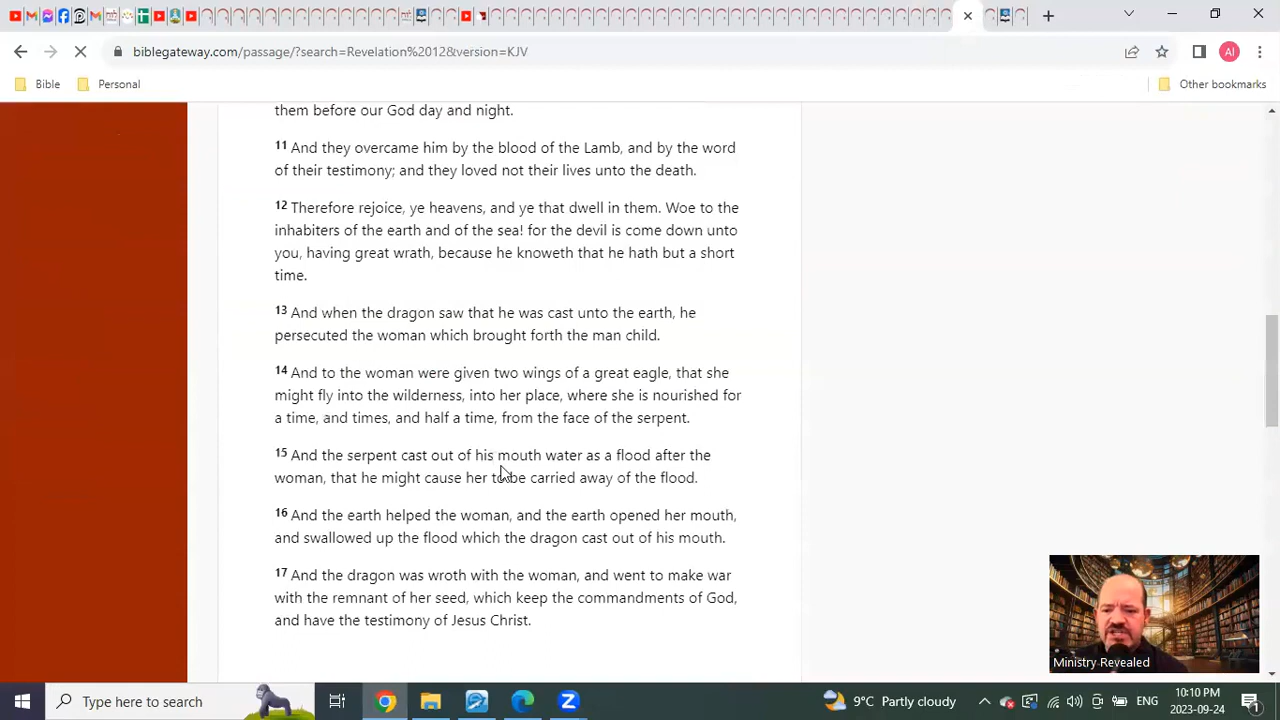 biblegateway.com/passage/?search=Revelation%2012&version=KJV
AI
Bible
Personal
Other bookmarks
them before our God day and night.
11 And they overcame him by the blood of the Lamb, and by the word
of their testimony; and they loved not their lives unto the death.
12 Therefore rejoice, ye heavens, and ye that dwell in them. Woe to the
inhabiters of the earth and of the sea! for the devil is come down unto
you, having great wrath, because he knoweth that he hath but a short
time.
13 And when the dragon saw that he was cast unto the earth, he
persecuted the woman which brought forth the man child.
14 And to the woman were given two wings of a great eagle, that she
might fly into the wilderness, into her place, where she is nourished for
a time, and times, and half a time, from the face of the serpent.
15 And the serpent cast out of his mouth water as a flood after the
woman, that he might cause her to be carried away of the flood.
16 And the earth helped the woman, and the earth opened her mouth,
and swallowed up the flood which the dragon cast out of his mouth.
17 And the dragon was wroth with the woman, and went to make war
with the remnant of her seed, which keep the commandments of God,
and have the testimony of Jesus Christ.
Ministry Revealed
Type here to search
9°C Partly cloudy
ENG
10:10 PM
2023-09-24
1